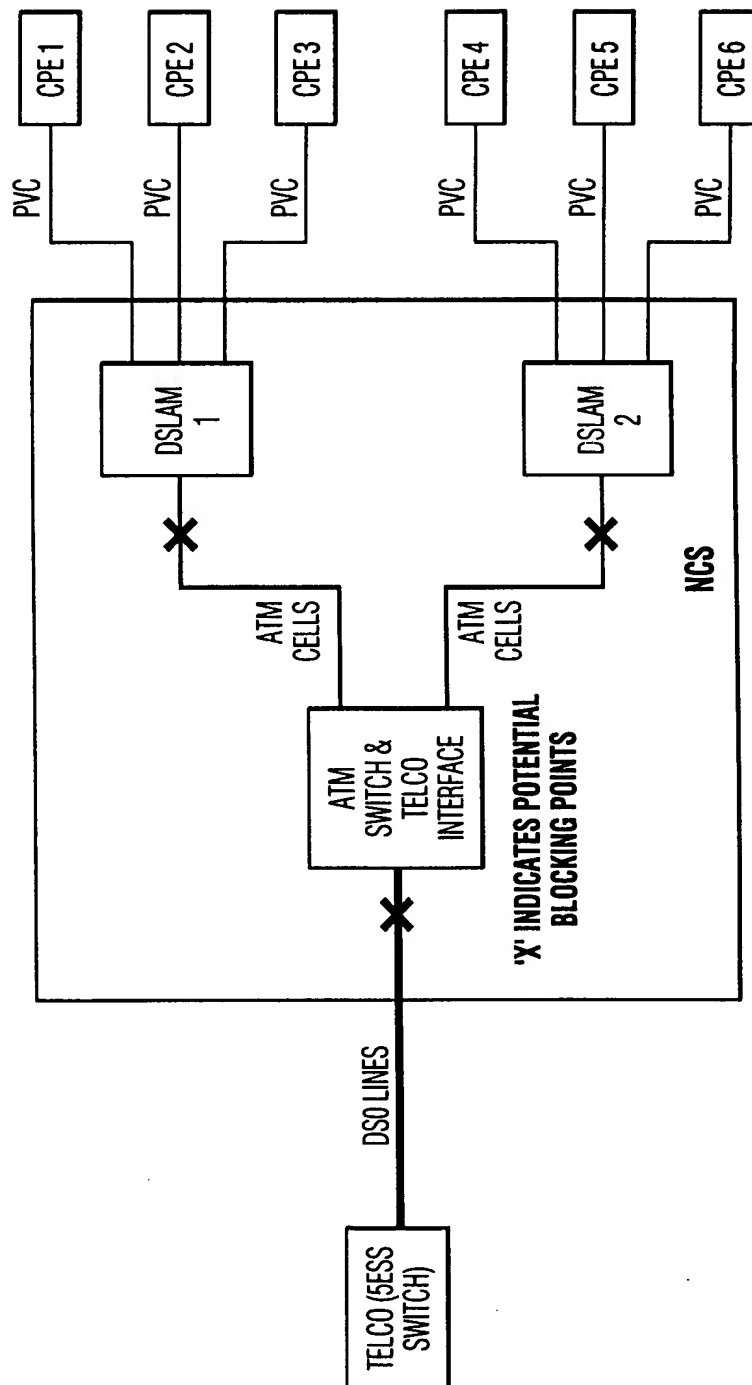 TELCO (5ESS
SWITCH)
DS0 LINES
ATM
SWITCH &
TELCO
INTERFACE
'X' INDICATES POTENTIAL
BLOCKING POINTS
ATM
CELLS
ATM
CELLS
DSLAM
1
DSLAM
2
NCS
PVC
PVC
PVC
PVC
PVC
PVC
CPE 1
CPE 2
CPE 3
CPE 4
CPE 5
CPE 6